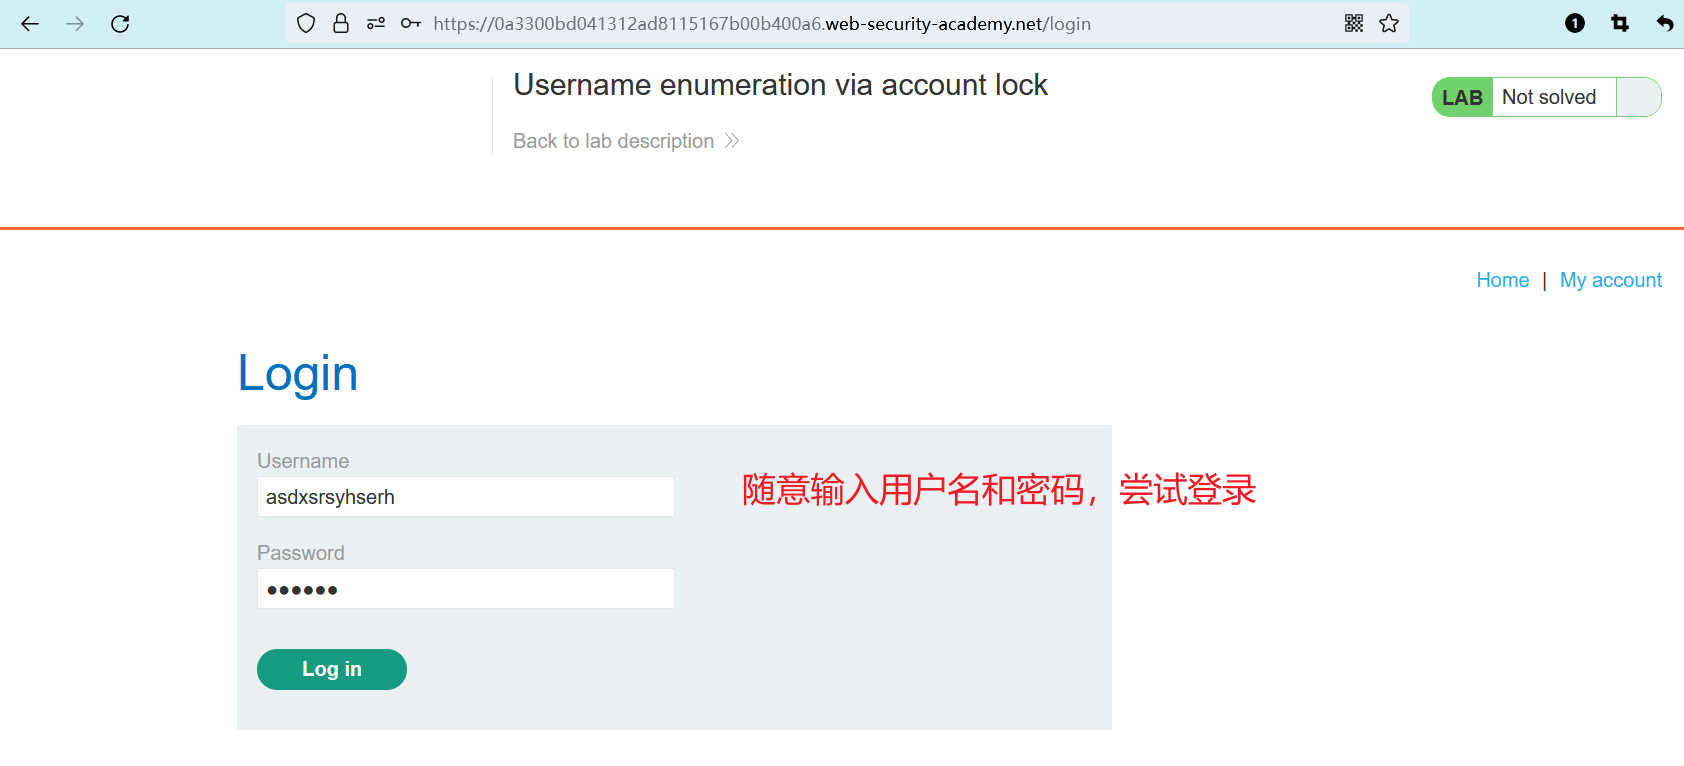 https://0a3300bd041312ad8115167b00b400a6.web-security-academy.net/login
1
Username enumeration via account lock
LAB Not solved
Back to lab description
Home | My account
Login
Username
asdxsrsyhserh
随意输入用户名和密码，尝试登录
Password
••••••
Log in